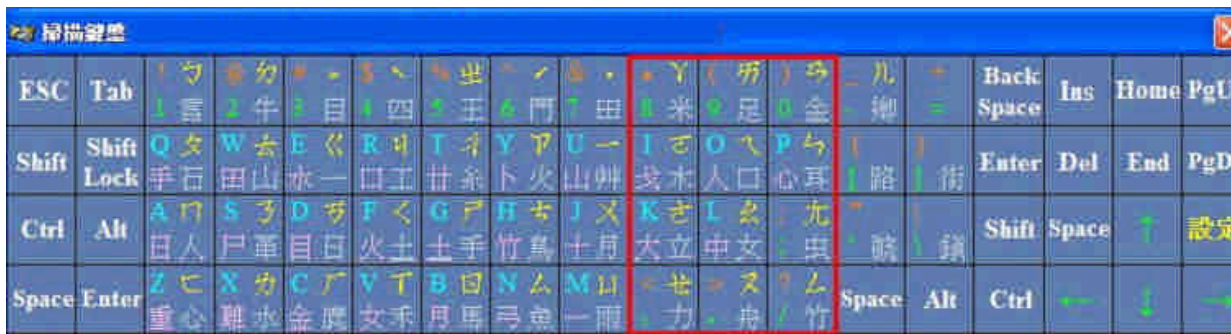 掃描鍵盤
ESC Tab ! ㄅ @ ㄉ # ˇ $ ˋ % ㄓ ^ ˊ & ˙ * ㄚ ( ㄞ ) ㄢ _ ㄦ + Back Ins Home PgU
1 言 2 牛 3 目 4 四 5 王 6 門 7 田 8 米 9 足 0 金 - 鄉 = Space
Shift Shift Q ㄆ W ㄊ E ㄍ R ㄐ T ㄔ Y ㄗ U ㄧ I ㄛ O ㄟ P ㄣ { } Enter Del End PgD
Lock 手 石 田 山 水 一 口 工 廿 糸 卜 火 山 艸 戈 木 人 口 心 耳 [ 路 ] 街
Ctrl Alt A ㄇ S ㄋ D ㄎ F ㄑ G ㄕ H ㄘ J ㄨ K ㄜ L ㄠ : ㄤ " | Shift Space ↑ 設定
日 人 尸 革 目 日 火 土 土 手 竹 鳥 十 月 大 立 中 女 ; 虫 ' \ 鎖
Space Enter Z ㄈ X ㄌ C ㄏ V ㄒ B ㄖ N ㄙ M ㄩ < ㄝ > ㄡ ? ㄥ Space Alt Ctrl ← ↓ →
重 心 難 水 金 鹿 女 禾 月 馬 弓 魚 一 雨 , 力 . 舟 / 竹